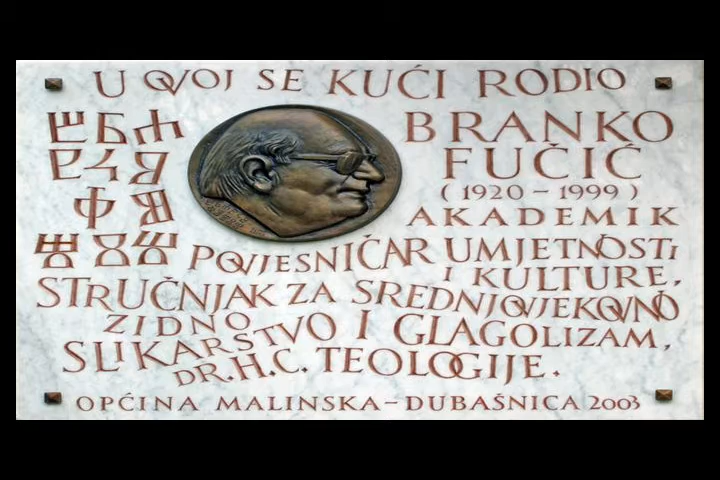 U OVOJ SE KUĆI RODIO
BRANKO
FUČIĆ
(1920 – 1999)
AKADEMIK
POVJESNIČAR UMJETNOSTI
I KULTURE,
STRUČNJAK ZA SREDNJOVJEKOVNO
ZIDNO
SLIKARSTVO I GLAGOLIZAM,
DR. H.C. TEOLOGIJE.
OPĆINA MALINSKA–DUBAŠNICA 2003